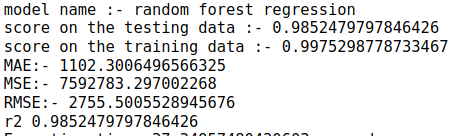 model name :- random forest regression
score on the testing data :- 0.9852479797846426
score on the training data :- 0.9975298778733467
MAE:- 1102.3006496566325
MSE:- 7592783.297002268
RMSE:- 2755.5005528945676
r2 0.9852479797846426